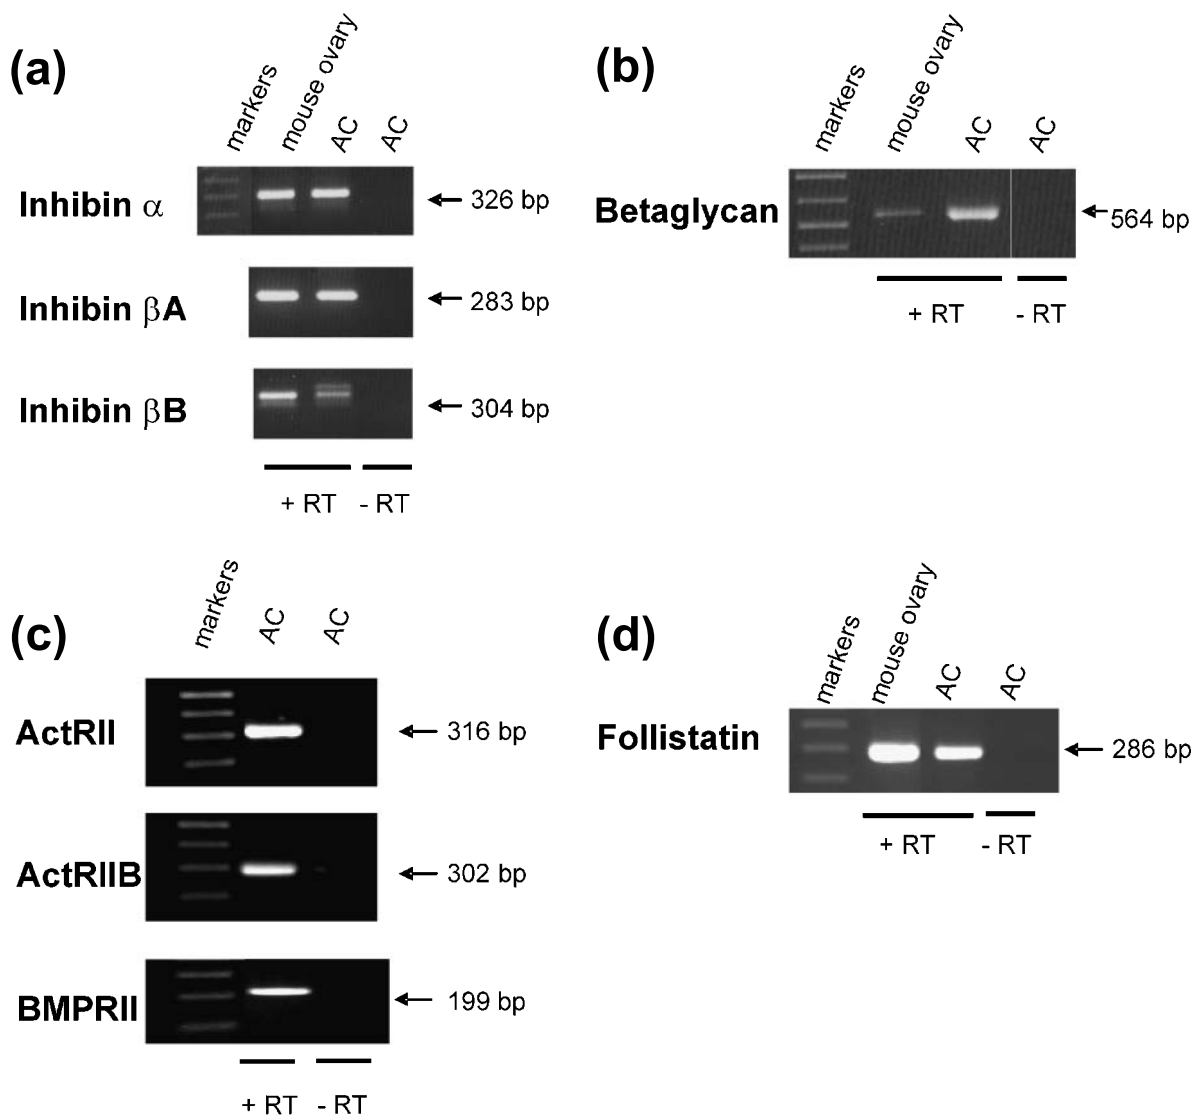 (a)
markers
mouse ovary
AC
AC
Inhibin α
326 bp
Inhibin βA
283 bp
Inhibin βB
304 bp
+ RT
- RT
(b)
markers
mouse ovary
AC
AC
Betaglycan
564 bp
+ RT
- RT
(c)
markers
AC
AC
ActRII
316 bp
ActRIIB
302 bp
BMPRII
199 bp
+ RT
- RT
(d)
markers
mouse ovary
AC
AC
Follistatin
286 bp
+ RT
- RT